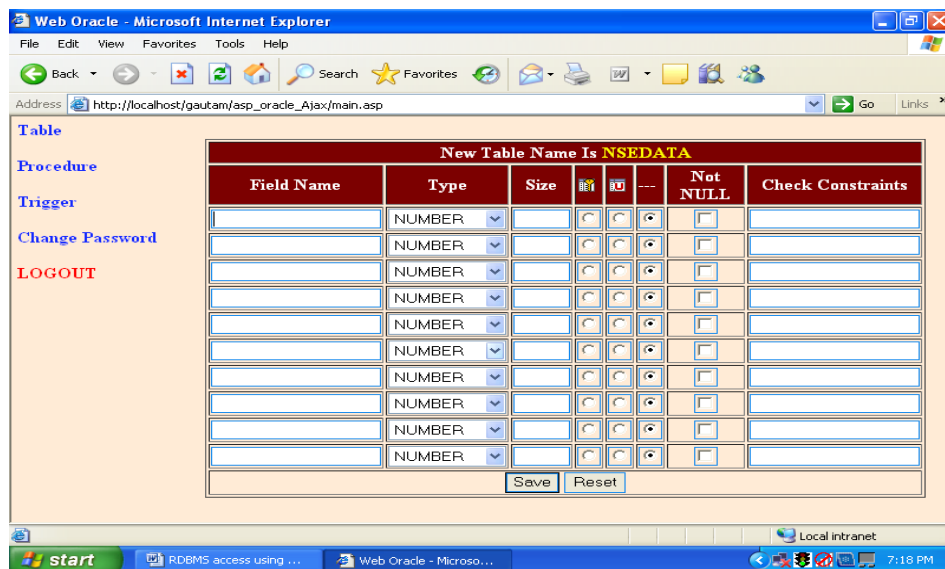 Web Oracle - Microsoft Internet Explorer
File Edit View Favorites Tools Help
Back Search Favorites
Address http://localhost/gautam/asp_oracle_Ajax/main.asp Go Links »
Table
Procedure
Trigger
Change Password
LOGOUT
New Table Name Is NSEDATA
Field Name Type Size --- Not NULL Check Constraints
NUMBER
NUMBER
NUMBER
NUMBER
NUMBER
NUMBER
NUMBER
NUMBER
NUMBER
NUMBER
Save Reset
Local intranet
start RDBMS access using ... Web Oracle - Microso... 7:18 PM